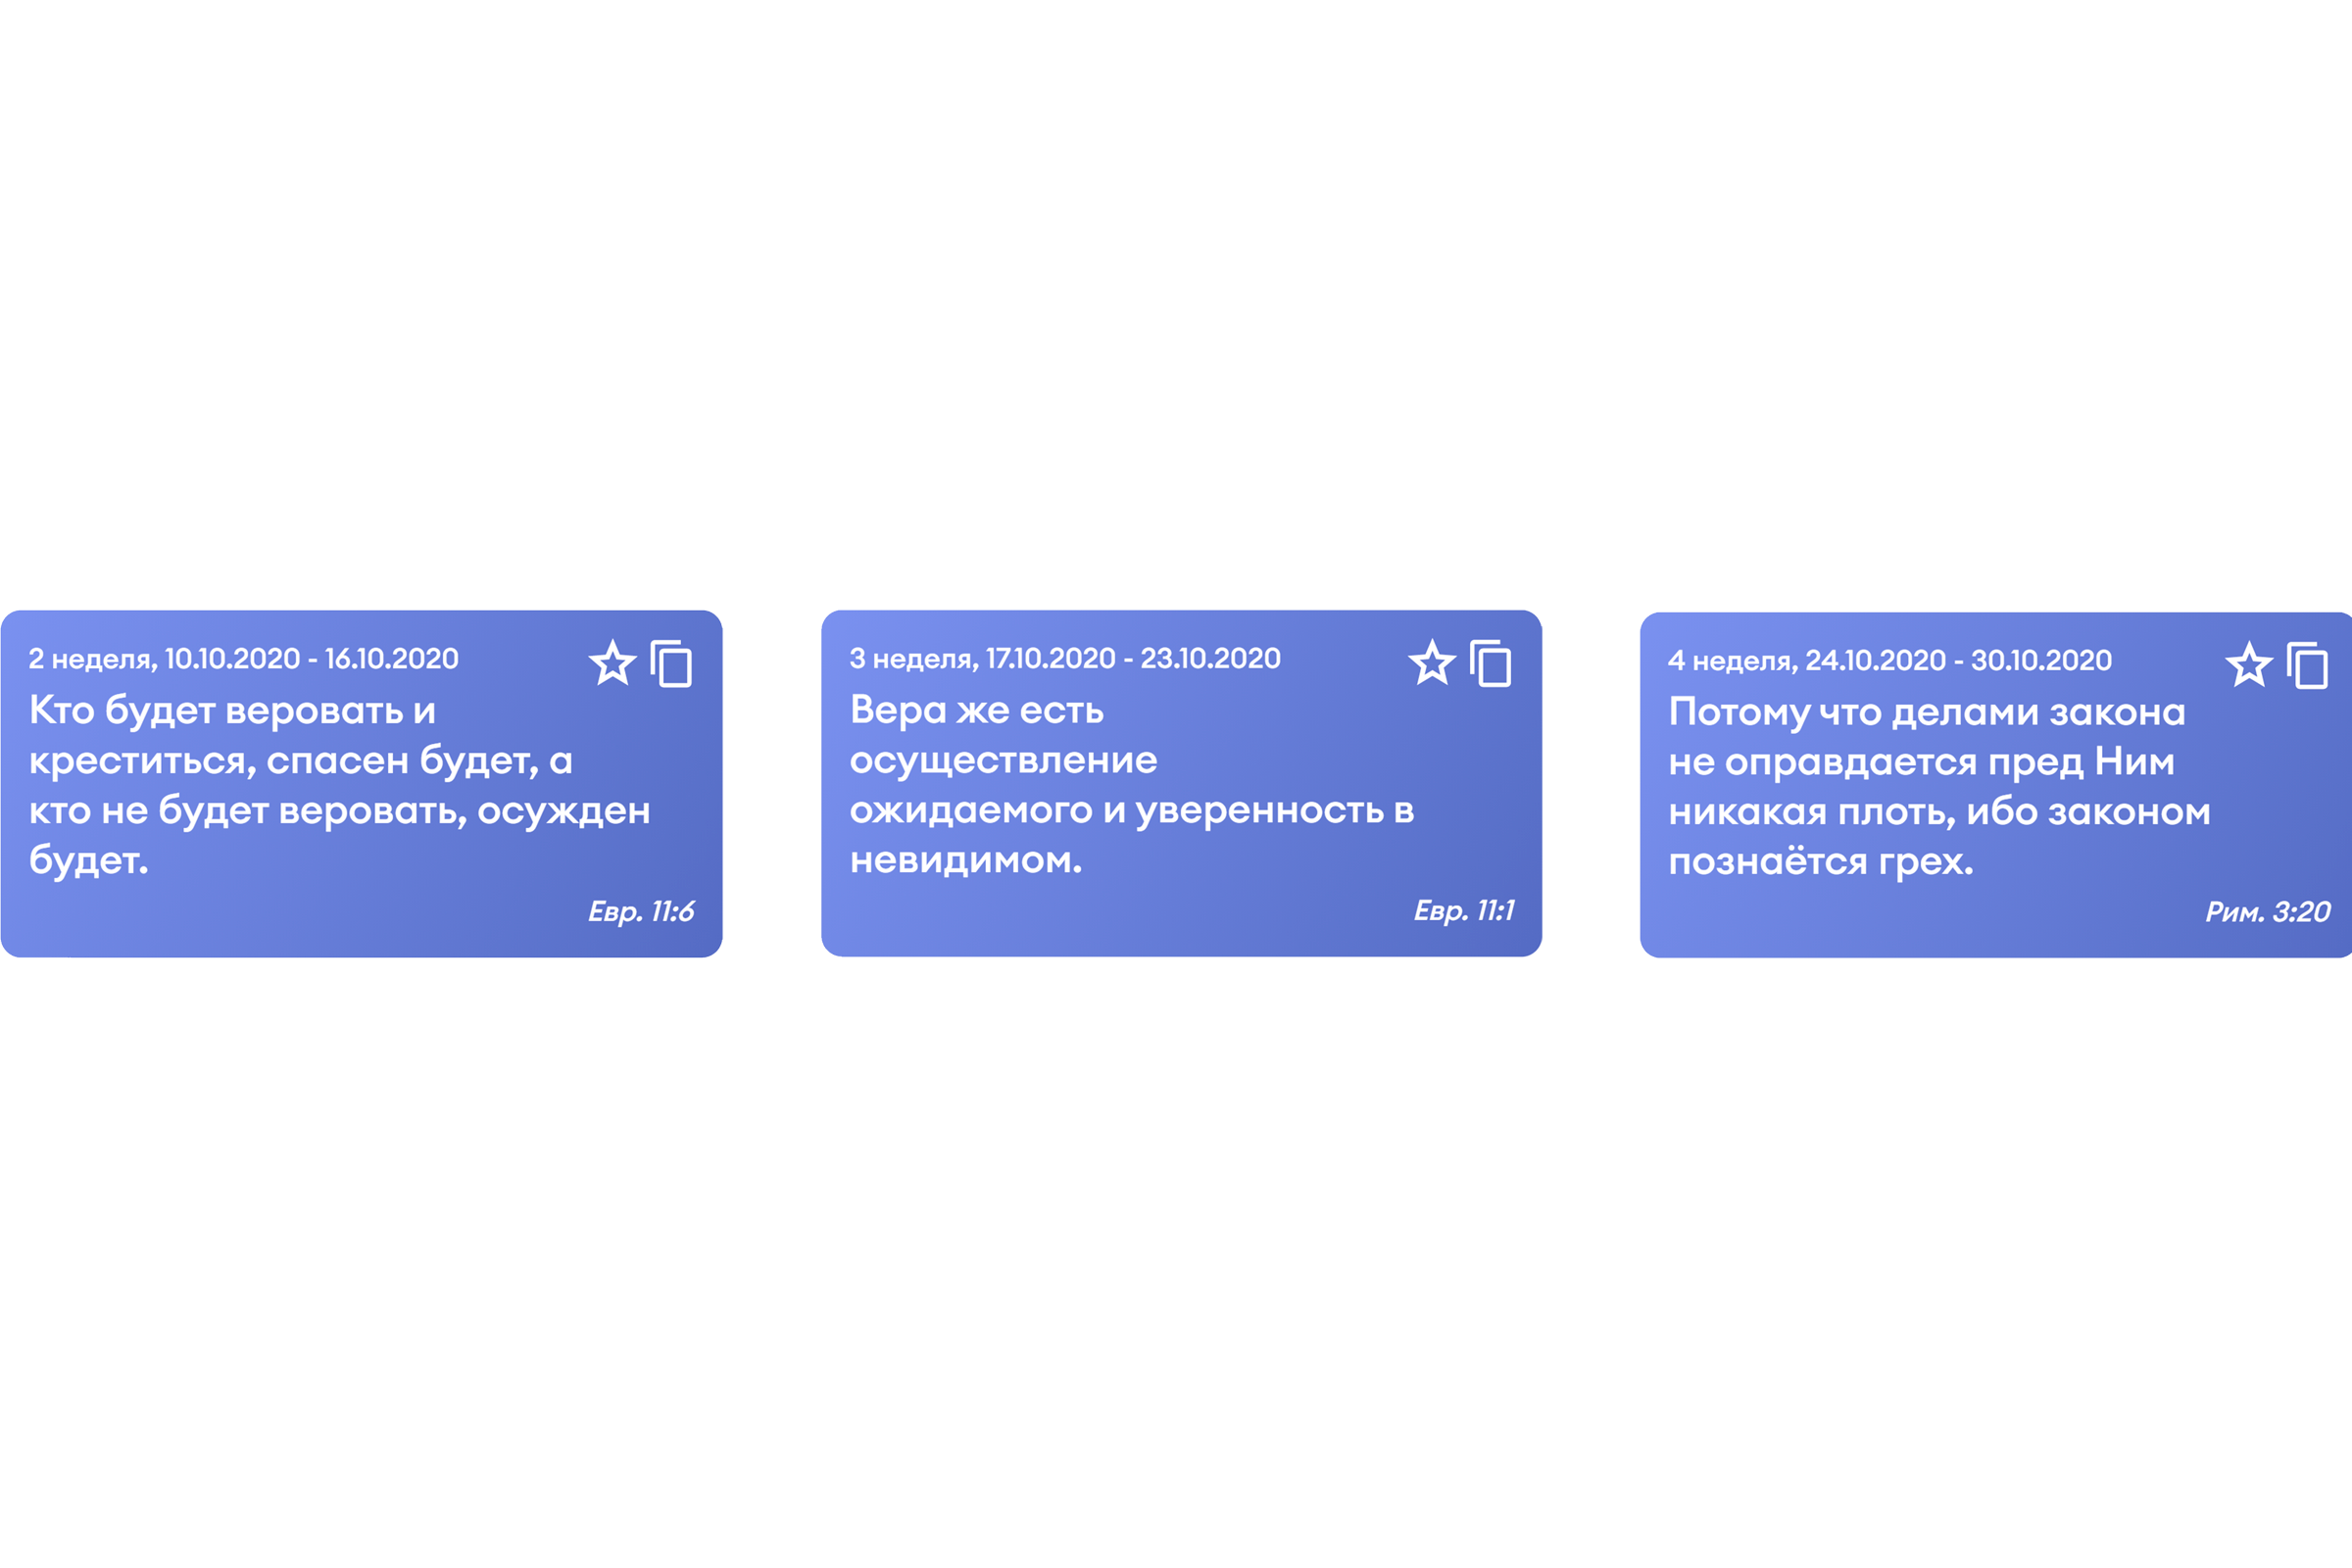 2 неделя, 10.10.2020 - 16.10.2020
Кто будет веровать и
креститься, спасен будет, а
кто не будет веровать, осужден
будет.
Евр. 11:6
3 неделя, 17.10.2020 - 23.10.2020
Вера же есть
осуществление
ожидаемого и уверенность в
невидимом.
Евр. 11:1
4 неделя, 24.10.2020 - 30.10.2020
Потому что делами закона
не оправдается пред Ним
никакая плоть, ибо законом
познаётся грех.
Рим. 3:20